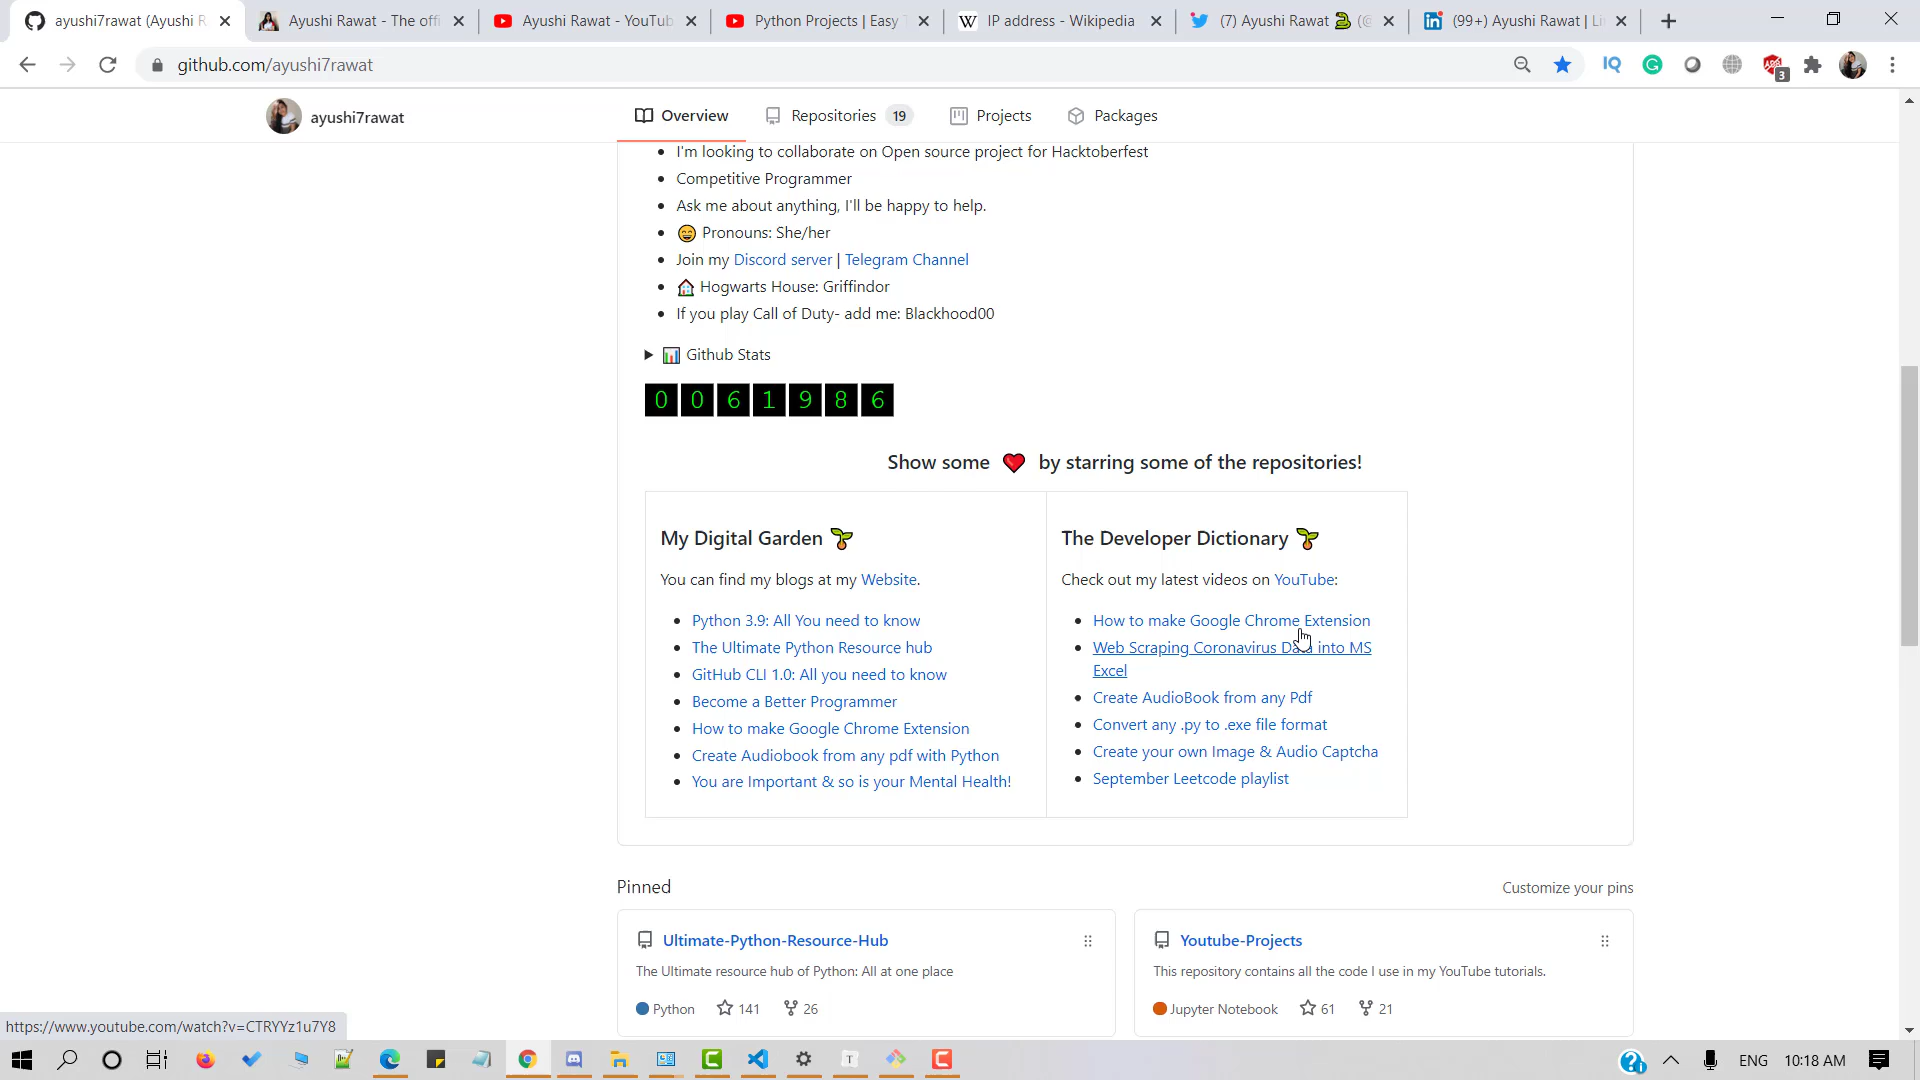 ayushi7rawat (Ayushi R
Ayushi Rawat - The offi
Ayushi Rawat - YouTub
Python Projects | Easy
IP address - Wikipedia
(7) Ayushi Rawat
(99+) Ayushi Rawat | Li
github.com/ayushi7rawat
IQ
3
ayushi7rawat
Overview
Repositories 19
Projects
Packages
I'm looking to collaborate on Open source project for Hacktoberfest
Competitive Programmer
Ask me about anything, I'll be happy to help.
Pronouns: She/her
Join my Discord server | Telegram Channel
Hogwarts House: Griffindor
If you play Call of Duty- add me: Blackhood00
Github Stats
0 0 6 1 9 8 6
Show some ❤️ by starring some of the repositories!
My Digital Garden 🌱
You can find my blogs at my Website.
Python 3.9: All You need to know
The Ultimate Python Resource hub
GitHub CLI 1.0: All you need to know
Become a Better Programmer
How to make Google Chrome Extension
Create Audiobook from any pdf with Python
You are Important & so is your Mental Health!
The Developer Dictionary 🌱
Check out my latest videos on YouTube:
How to make Google Chrome Extension
Web Scraping Coronavirus Data into MS
Excel
Create AudioBook from any Pdf
Convert any .py to .exe file format
Create your own Image & Audio Captcha
September Leetcode playlist
Pinned
Customize your pins
Ultimate-Python-Resource-Hub
The Ultimate resource hub of Python: All at one place
Python 141 26
Youtube-Projects
This repository contains all the code I use in my YouTube tutorials.
Jupyter Notebook 61 21
https://www.youtube.com/watch?v=CTRYYz1u7Y8
ENG 10:18 AM